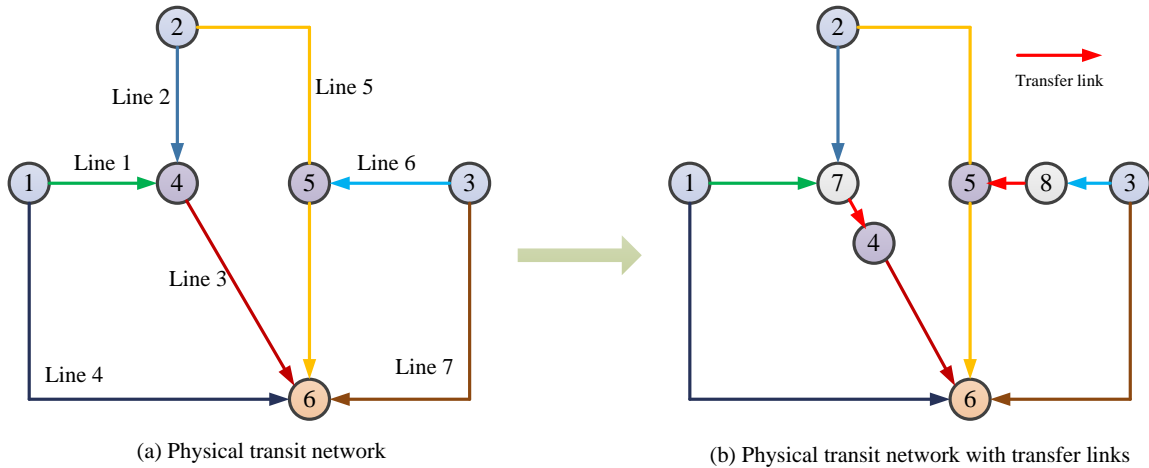 2
Line 2
Line 5
Line 1
Line 6
1
4
5
3
Line 3
Line 4
Line 7
6
(a) Physical transit network
2
Transfer link
1
7
5
8
3
4
6
(b) Physical transit network with transfer links